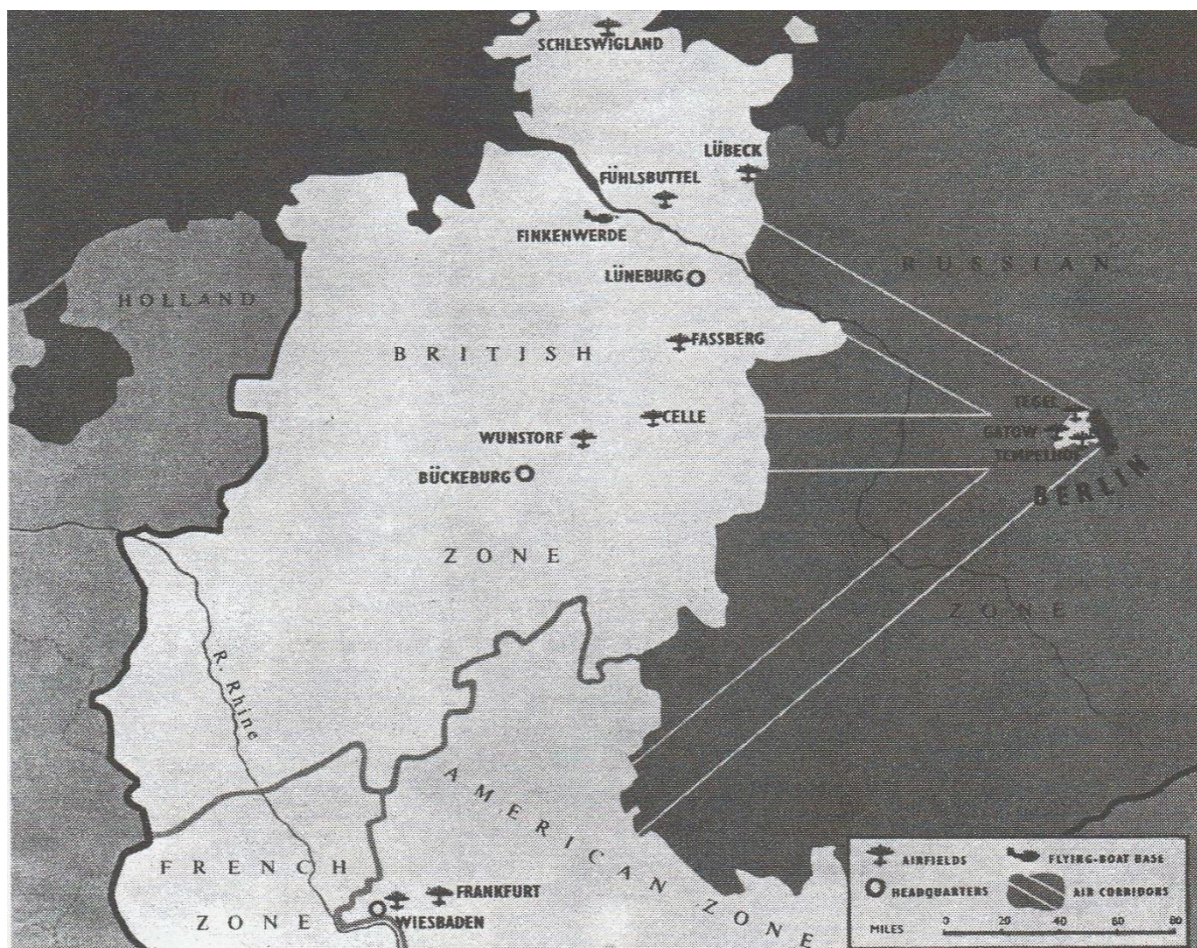 SCHLESWIGLAND
LÜBECK
FÜHLSBUTTEL
FINKENWERDE
LÜNEBURG
HOLLAND
RUSSIAN
BRITISH
FASSBERG
CELLE
WUNSTORF
BÜCKEBURG
TEGEL
GATOW
TEMPELHOF
BERLIN
ZONE
ZONE
R. Rhine
AMERICAN ZONE
FRENCH
ZONE
FRANKFURT
WIESBADEN
AIRFIELDS
FLYING-BOAT BASE
HEADQUARTERS
AIR CORRIDORS
MILES 0 20 40 60 80